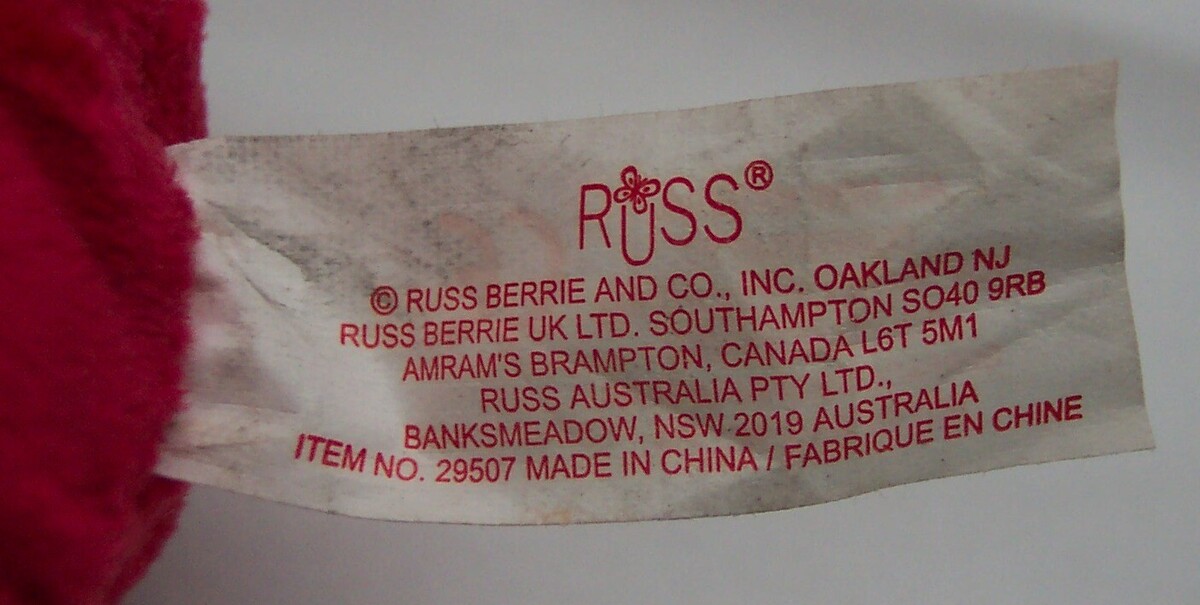 RUSS®
© RUSS BERRIE AND CO., INC. OAKLAND NJ
RUSS BERRIE UK LTD. SOUTHAMPTON SO40 9RB
AMRAM'S BRAMPTON, CANADA L6T 5M1
RUSS AUSTRALIA PTY LTD.,
BANKSMEADOW, NSW 2019 AUSTRALIA
ITEM NO. 29507 MADE IN CHINA / FABRIQUE EN CHINE